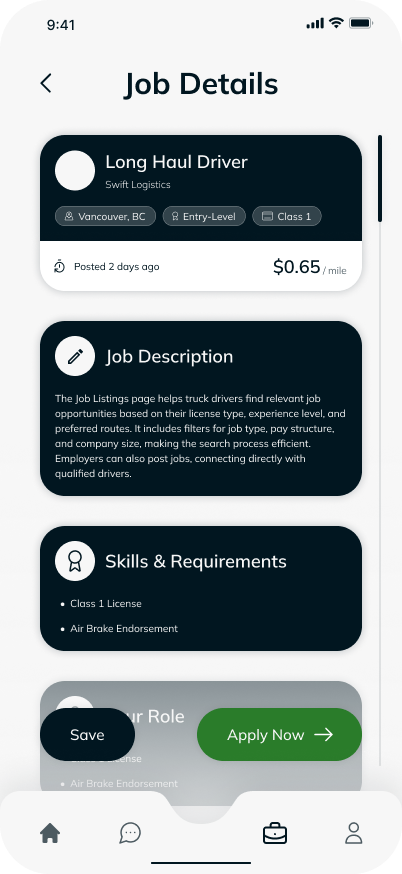 9:41
Job Details
Long Haul Driver
Swift Logistics
Vancouver, BC
Entry-Level
Class 1
Posted 2 days ago
$0.65 / mile
Job Description
The Job Listings page helps truck drivers find relevant job
opportunities based on their license type, experience level, and
preferred routes. It includes filters for job type, pay structure,
and company size, making the search process efficient.
Employers can also post jobs, connecting directly with
qualified drivers.
Skills & Requirements
• Class 1 License
• Air Brake Endorsement
ur Role
Save
Apply Now
• Air Brake Endorsement